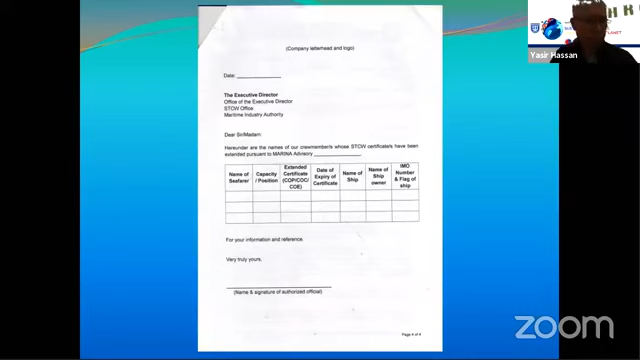 (Company letterhead and logo)
Date: _______________
The Executive Director
Office of the Executive Director
STCW Office
Maritime Industry Authority
Dear Sir/Madam:
Hereunder are the names of our crewmember/s whose STCW certificate/s have been
extended pursuant to MARINA Advisory _______________.
Name of Seafarer
Capacity / Position
Extended Certificate (COP/COC/ COE)
Date of Expiry of Certificate
Name of Ship
Name of Ship owner
IMO Number & Flag of ship
For your information and reference.
Very truly yours,
(Name & signature of authorized official)
Page 4 of 4
Yasir Hassan
zoom